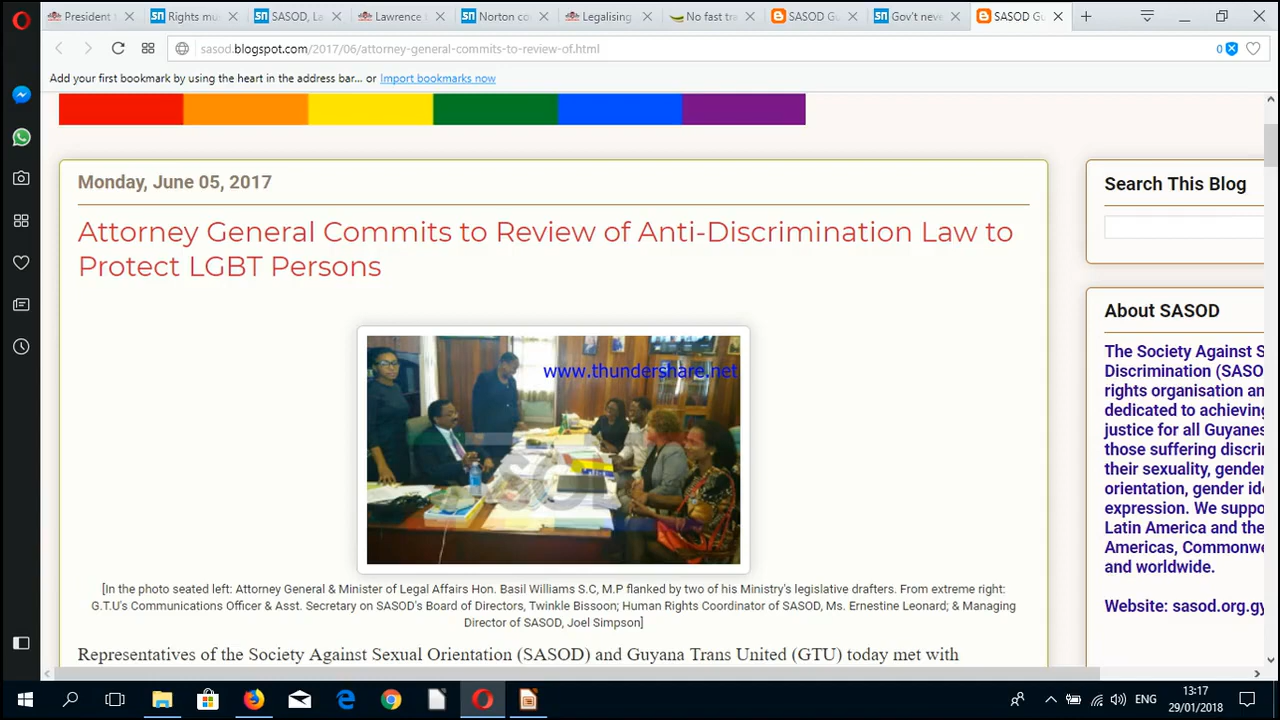 President
Rights mu
SASOD, La
Lawrence
Norton co
Legalising
No fast tra
SASOD Gu
Gov't neve
SASOD Gu
sasod.blogspot.com/2017/06/attorney-general-commits-to-review-of.html
0
Add your first bookmark by using the heart in the address bar... or Import bookmarks now
Monday, June 05, 2017
Attorney General Commits to Review of Anti-Discrimination Law to
Protect LGBT Persons
www.thundershare.net
[In the photo seated left: Attorney General & Minister of Legal Affairs Hon. Basil Williams S.C, M.P flanked by two of his Ministry's legislative drafters. From extreme right:
G.T.U's Communications Officer & Asst. Secretary on SASOD's Board of Directors, Twinkle Bissoon; Human Rights Coordinator of SASOD, Ms. Ernestine Leonard; & Managing
Director of SASOD, Joel Simpson]
Representatives of the Society Against Sexual Orientation (SASOD) and Guyana Trans United (GTU) today met with
Search This Blog
About SASOD
The Society Against S
Discrimination (SASO
rights organisation an
dedicated to achieving
justice for all Guyanes
those suffering discri
their sexuality, gender
orientation, gender ide
expression. We suppo
Latin America and the
Americas, Commonwe
and worldwide.
Website: sasod.org.gy
ENG
13:17
29/01/2018